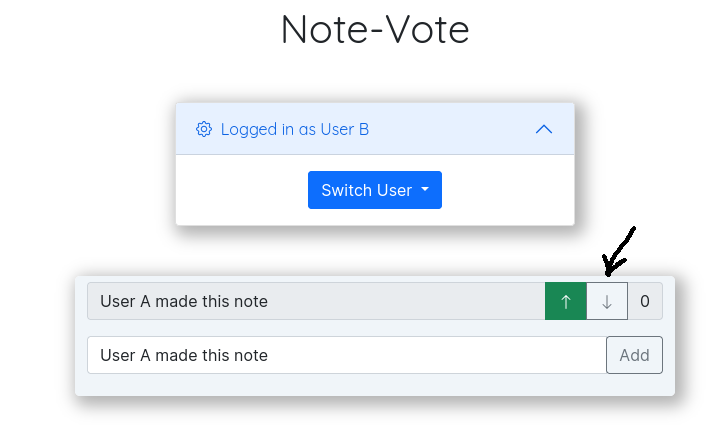 Note-Vote
Logged in as User B
Switch User
User A made this note ↑ ↓ 0
User A made this note Add